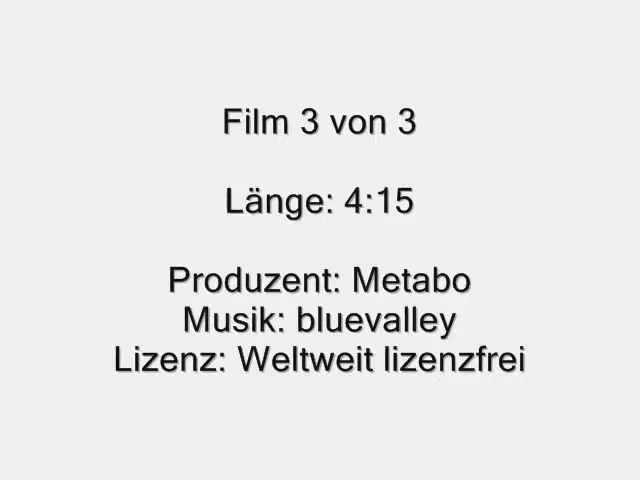 Film 3 von 3
Länge: 4:15
Produzent: Metabo
Musik: bluevalley
Lizenz: Weltweit lizenzfrei